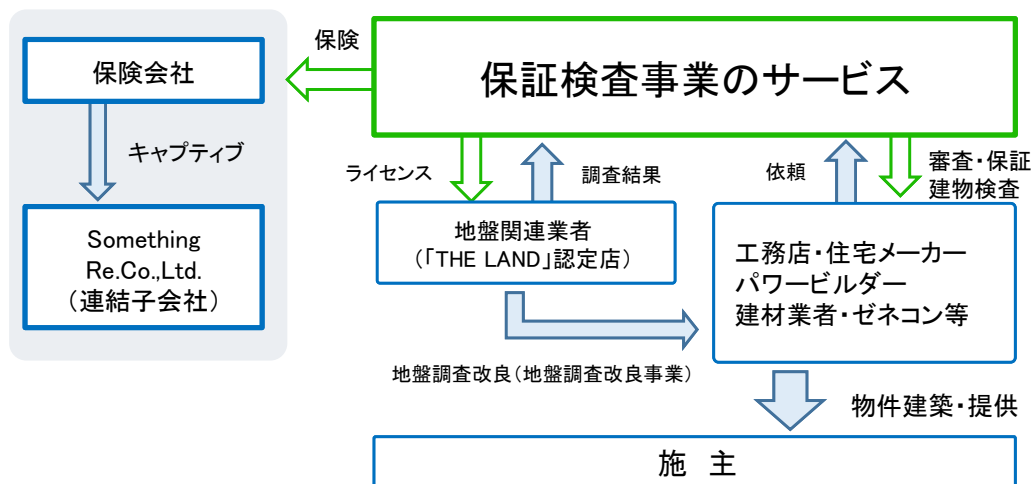 保険
保険会社
保証検査事業のサービス
キャプティブ
ライセンス
調査結果
依頼
審査・保証
建物検査
Something
Re.Co.,Ltd.
（連結子会社）
地盤関連業者
（「THE LAND」認定店）
工務店・住宅メーカー
パワービルダー
建材業者・ゼネコン等
地盤調査改良（地盤調査改良事業）
物件建築・提供
施 主